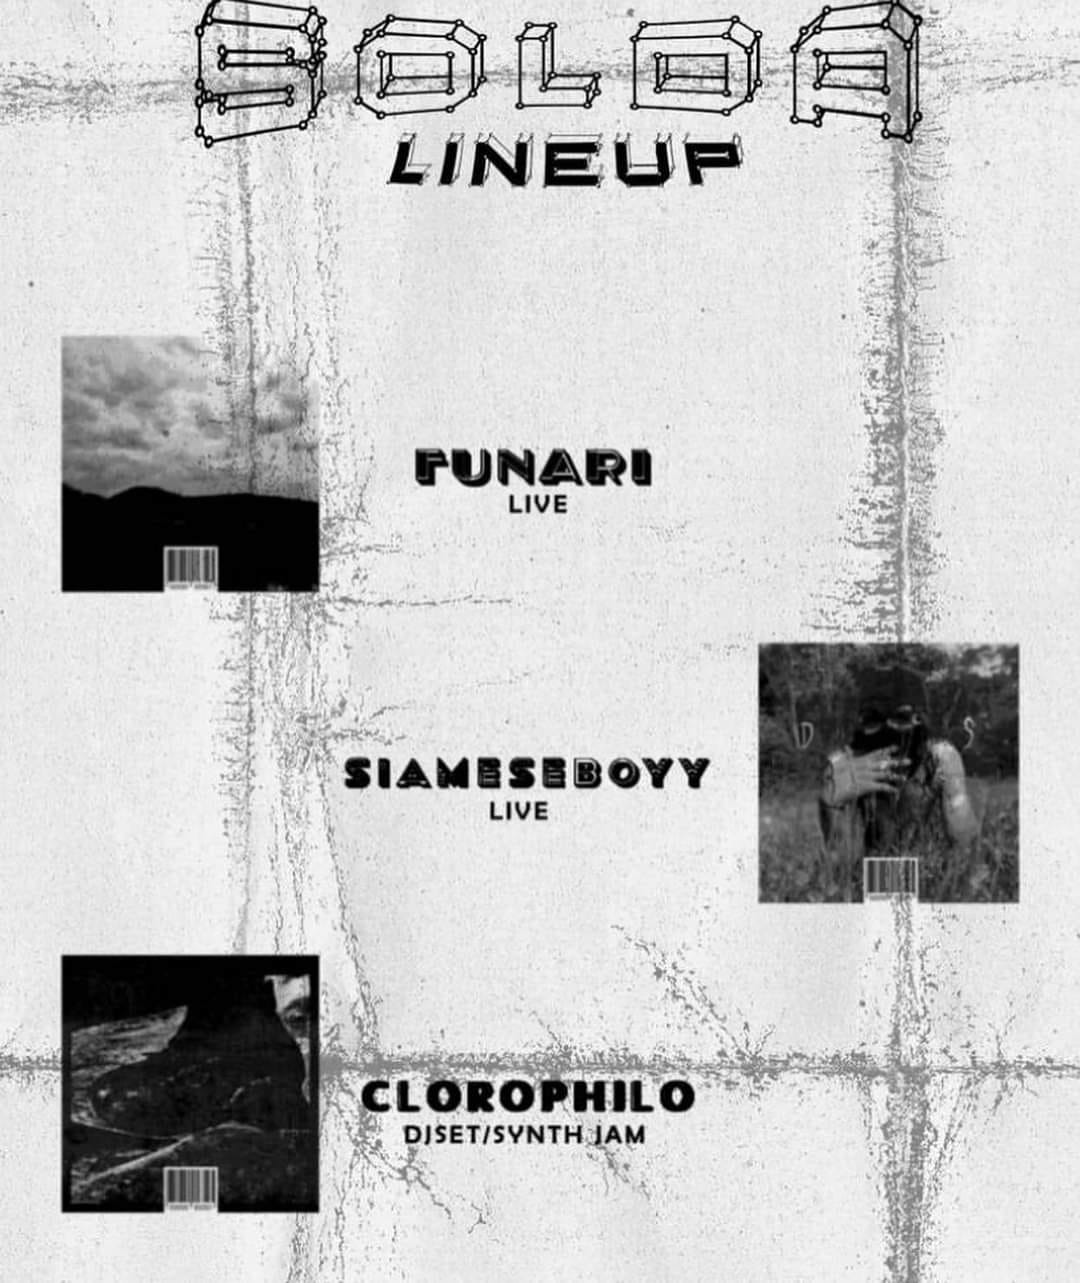 BOLDA
LINEUP
FUNARI
LIVE
D S
SIAMESEBOYY
LIVE
CLOROPHILO
DJSET/SYNTH JAM